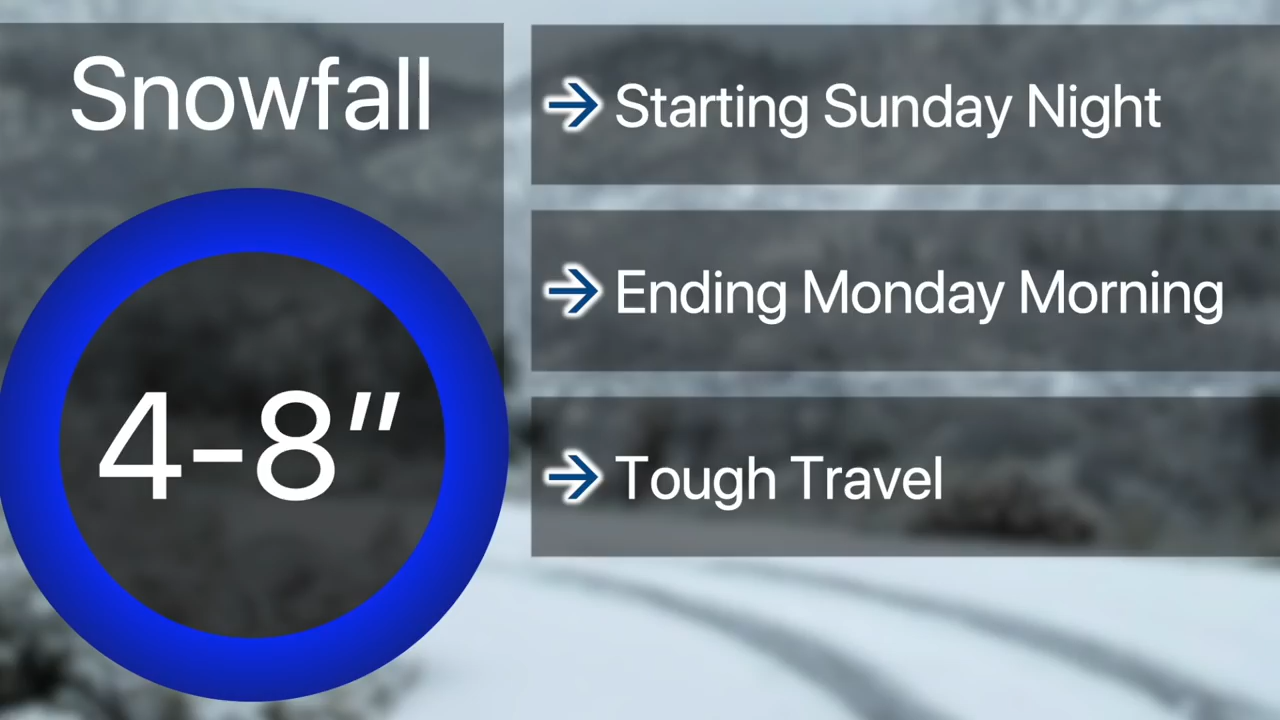 Snowfall
4-8"
Starting Sunday Night
Ending Monday Morning
Tough Travel